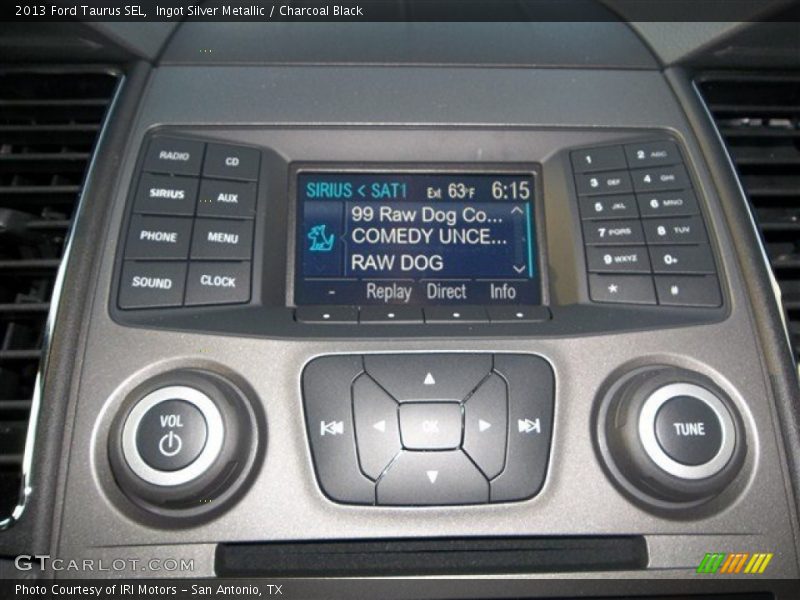 2013 Ford Taurus SEL,  Ingot Silver Metallic / Charcoal Black
RADIO
CD
SIRIUS
AUX
PHONE
MENU
SOUND
CLOCK
SIRIUS < SAT1 Ext 63°F 6:15
99 Raw Dog Co...
COMEDY UNCE...
RAW DOG
- Replay Direct Info
1
2 ABC
3 DEF
4 GHI
5 JKL
6 MNO
7 PQRS
8 TUV
9 WXYZ
0+
*
#
VOL
OK
TUNE
GTCARLOT.COM
Photo Courtesy of IRI Motors - San Antonio, TX